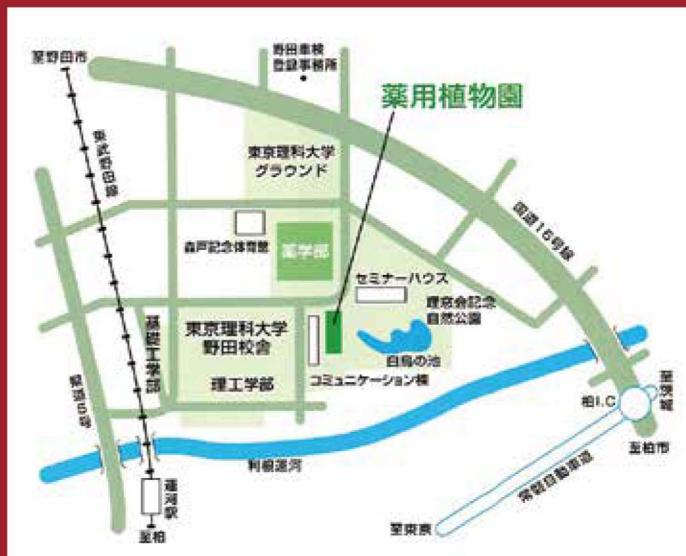 至野田市
野田車検
登録事務所
薬用植物園
東武野田線
東京理科大学
グラウンド
国道16号線
森戸記念体育館
薬学部
セミナーハウス
理窓会記念
自然公園
基礎工学部
東京理科大学
野田校舎
理工学部
白鳥の池
コミュニケーション棟
県道5号
至茨城
柏I.C
至柏市
利根運河
常磐自動車道
運河駅
至柏
至東京